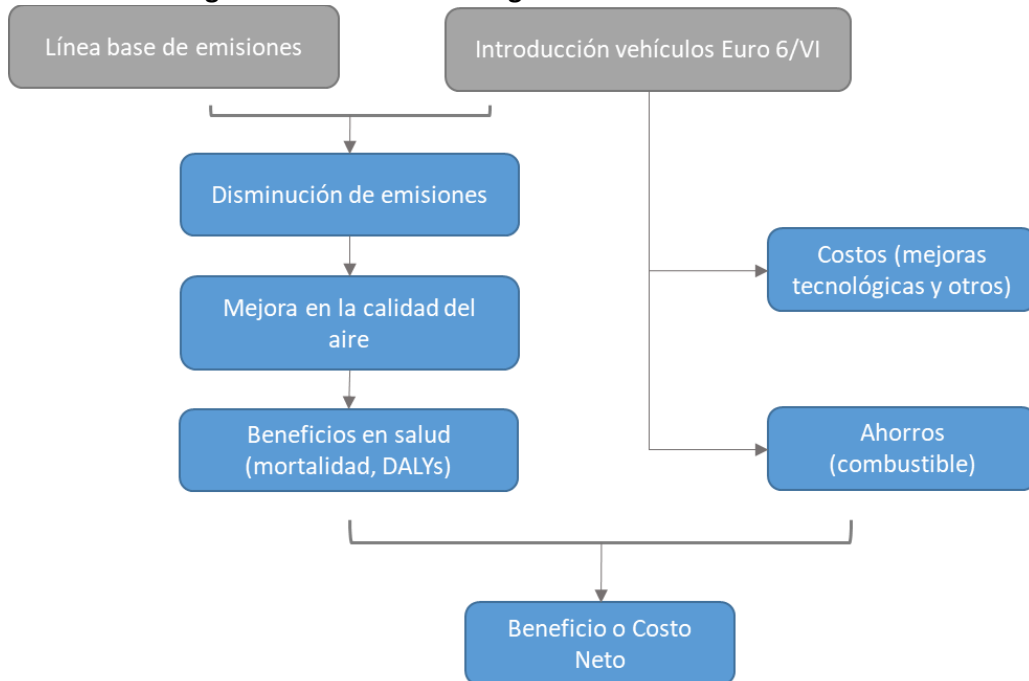 Línea base de emisiones
Introducción vehículos Euro 6/VI
Disminución de emisiones
Costos (mejoras
tecnológicas y otros)
Mejora en la calidad del
aire
Beneficios en salud
(mortalidad, DALYs)
Ahorros
(combustible)
Beneficio o Costo
Neto